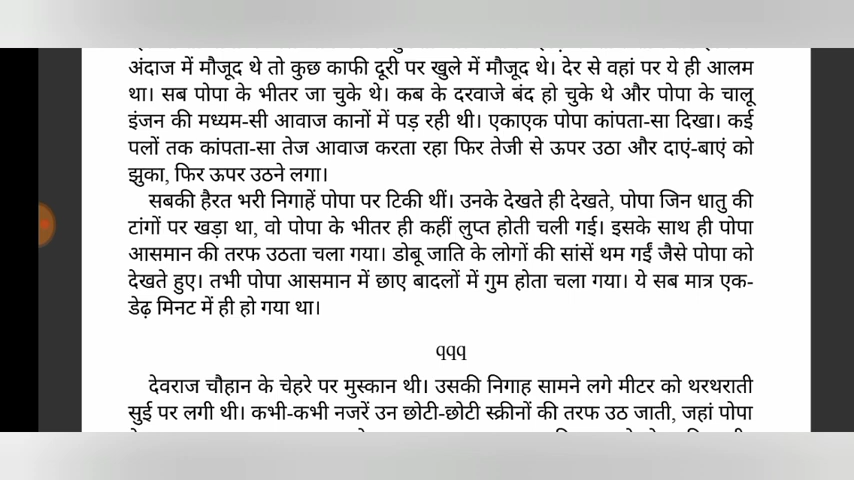 अंदाज में मौजूद थे तो कुछ काफी दूरी पर खुले में मौजूद थे। देर से वहां पर ये ही आलम
था। सब पोपा के भीतर जा चुके थे। कब के दरवाजे बंद हो चुके थे और पोपा के चालू
इंजन की मध्यम-सी आवाज कानों में पड़ रही थी। एकाएक पोपा कांपता-सा दिखा। कई
पलों तक कांपता-सा तेज आवाज करता रहा फिर तेजी से ऊपर उठा और दाएं-बाएं को
झुका, फिर ऊपर उठने लगा।
सबकी हैरत भरी निगाहें पोपा पर टिकी थीं। उनके देखते ही देखते, पोपा जिन धातु की
टांगों पर खड़ा था, वो पोपा के भीतर ही कहीं लुप्त होती चली गई। इसके साथ ही पोपा
आसमान की तरफ उठता चला गया। डोबू जाति के लोगों की सांसें थम गईं जैसे पोपा को
देखते हुए। तभी पोपा आसमान में छाए बादलों में गुम होता चला गया। ये सब मात्र एक-
डेढ़ मिनट में ही हो गया था।
qqq
देवराज चौहान के चेहरे पर मुस्कान थी। उसकी निगाह सामने लगे मीटर को थरथराती
सुई पर लगी थी। कभी-कभी नजरें उन छोटी-छोटी स्क्रीनों की तरफ उठ जाती, जहां पोपा